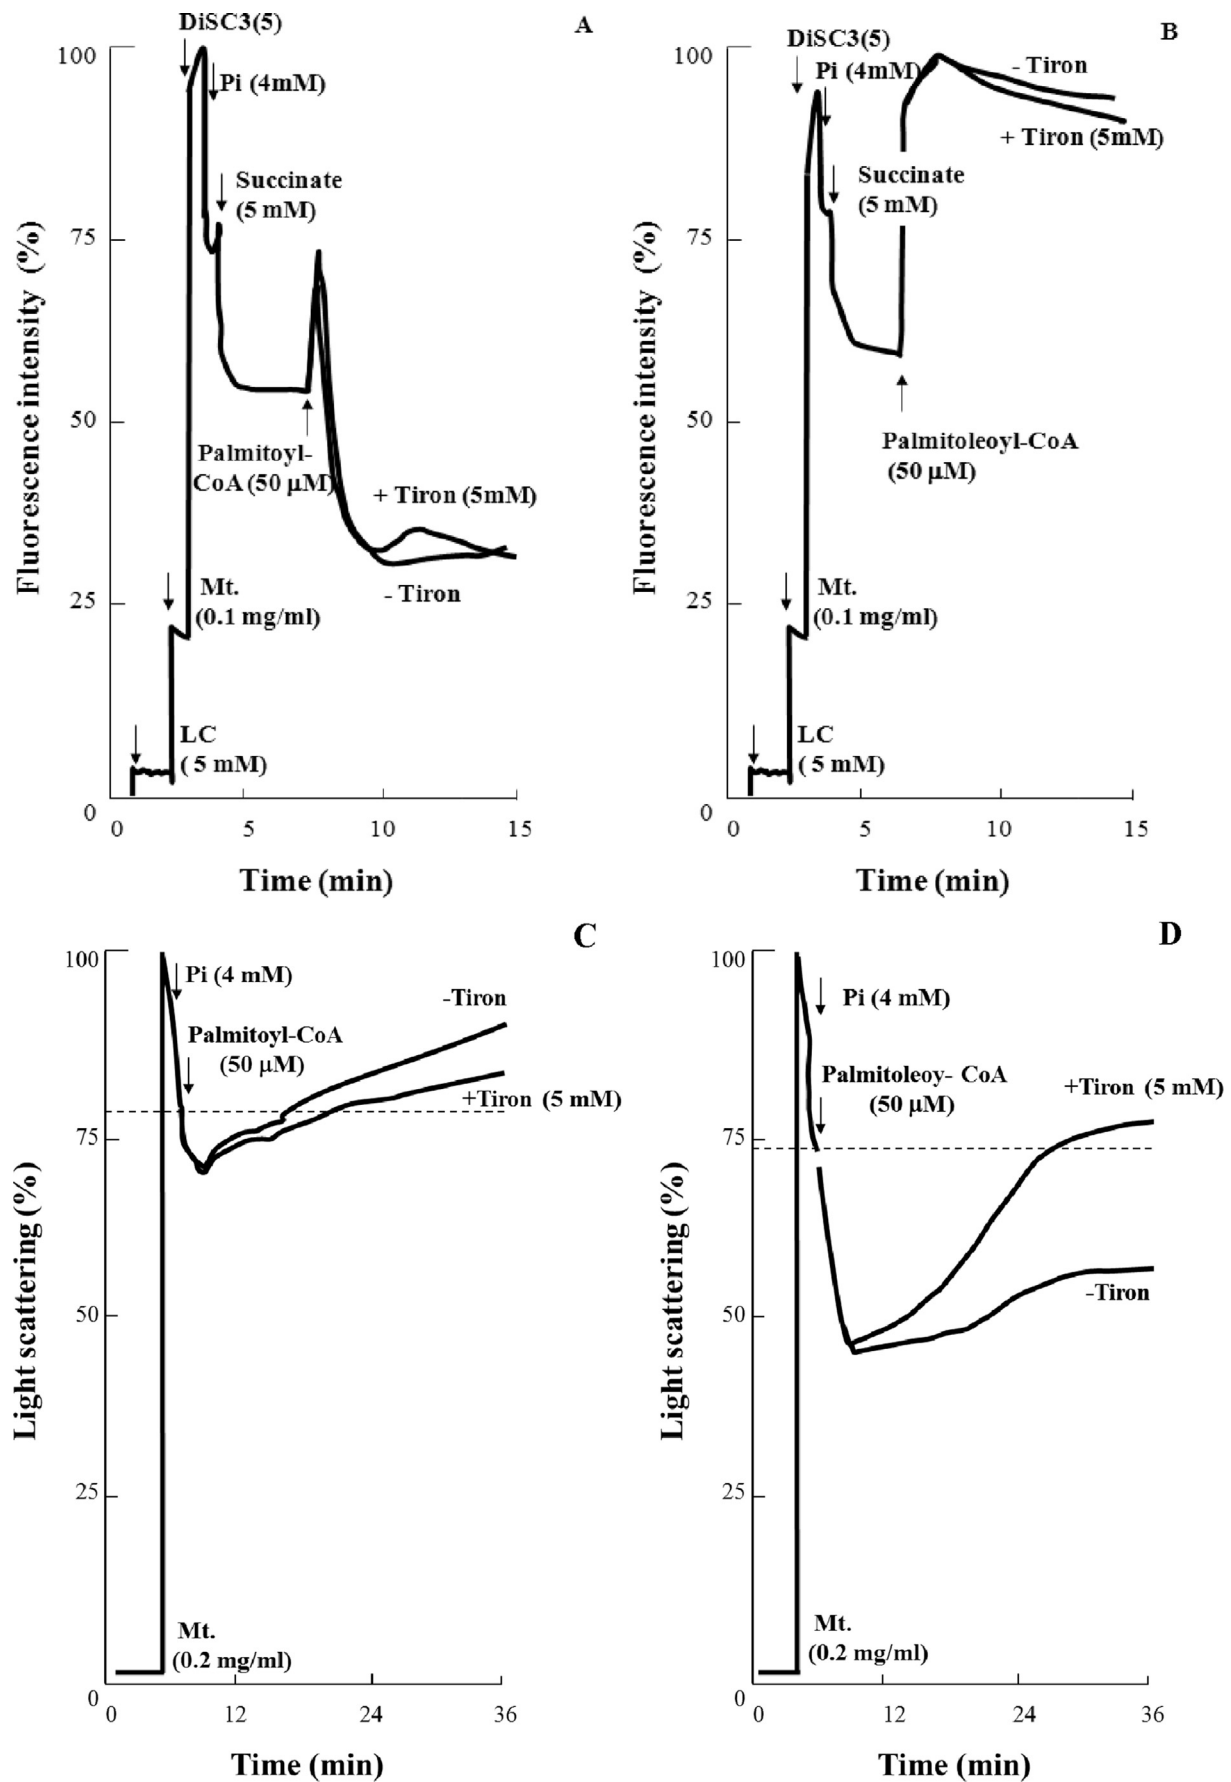 A
DiSC3(5)
Pi (4mM)
Succinate
(5 mM)
Palmitoyl-
CoA (50 μM)
+ Tiron (5mM)
- Tiron
Mt.
(0.1 mg/ml)
LC
( 5 mM)
100
75
50
25
0
0 5 10 15
Fluorescence intensity (%)
Time (min)
B
DiSC3(5)
Pi (4mM)
- Tiron
+ Tiron (5mM)
Succinate
(5 mM)
Palmitoleoyl-CoA
(50 μM)
Mt.
(0.1 mg/ml)
LC
( 5 mM)
100
75
50
25
0
0 5 10 15
Fluorescence intensity (%)
Time (min)
C
Pi (4 mM)
Palmitoyl-CoA
(50 μM)
-Tiron
+Tiron (5 mM)
Mt.
(0.2 mg/ml)
100
75
50
25
0
0 12 24 36
Light scattering (%)
Time (min)
D
Pi (4 mM)
Palmitoleoy- CoA
(50 μM)
+Tiron (5 mM)
-Tiron
Mt.
(0.2 mg/ml)
100
75
50
25
0
0 12 24 36
Light scattering (%)
Time (min)